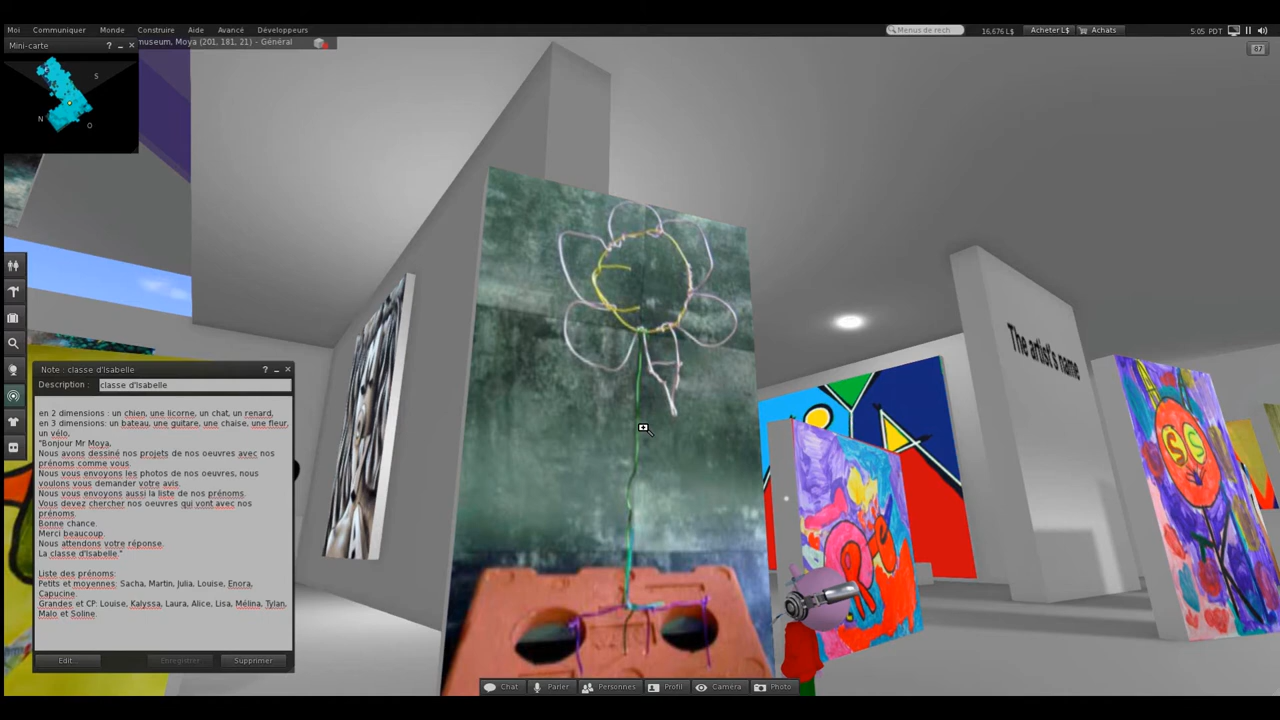 Moi Communiquer Monde Construire Aide Avancé Développeurs
Menus de rech
16,676 L$
Acheter L$
Achats
5:05 PDT
Mini-carte
museum, Moya (201, 181, 21) - Général
67
S
N
O
The artist's name
Note : classe d'Isabelle
Description : classe d'Isabelle
en 2 dimensions : un chien, une licorne, un chat, un renard,
en 3 dimensions: un bateau, une guitare, une chaise, une fleur,
un vélo,
"Bonjour Mr Moya,
Nous avons dessiné nos projets de nos oeuvres avec nos
prénoms comme vous.
Nous vous envoyons les photos de nos oeuvres, nous
voulons vous demander votre avis.
Nous vous envoyons aussi la liste de nos prénoms.
Vous devez chercher nos oeuvres qui vont avec nos
prénoms.
Bonne chance.
Merci beaucoup.
Nous attendons votre réponse.
La classe d'Isabelle."
Liste des prénoms:
Petits et moyennes: Sacha, Martin, Julia, Louise, Enora,
Capucine.
Grandes et CP: Louise, Kalyssa, Laura, Alice, Lisa, Mélina, Tylan,
Malo et Soline.
Edit...
Enregistrer
Supprimer
Chat
Parler
Personnes
Profil
Caméra
Photo